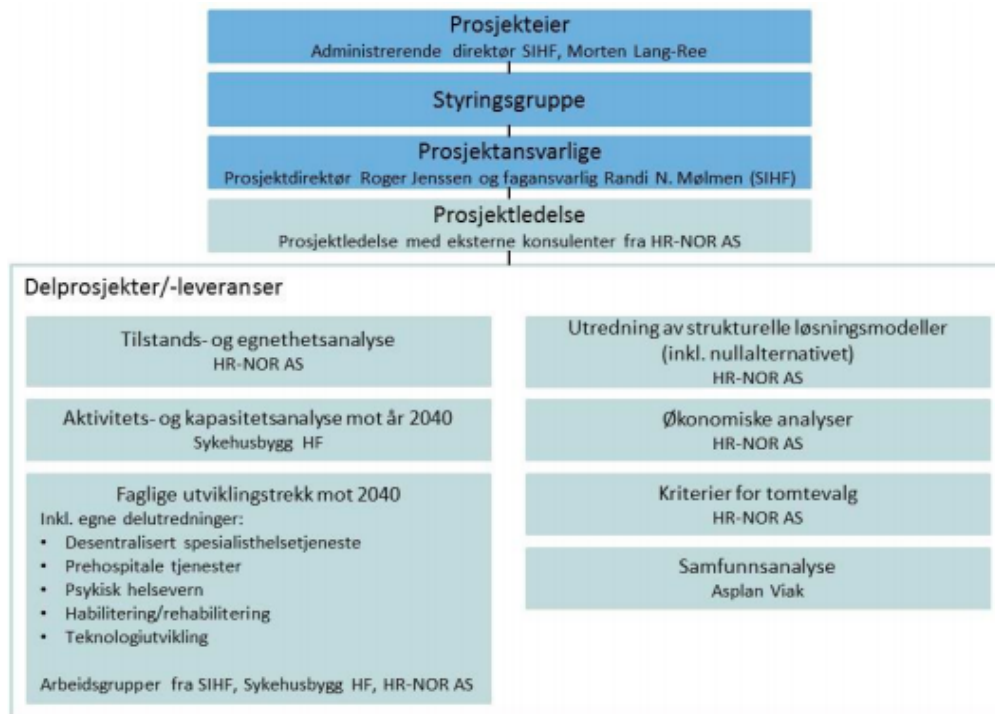 Prosjekteier
Administrerende direktør SIHF, Morten Lang-Ree
Styringsgruppe
Prosjektansvarlige
Prosjektdirektør Roger Jenssen og fagansvarlig Randi N. Mølmen (SIHF)
Prosjektledelse
Prosjektledelse med eksterne konsulenter fra HR-NOR AS
Delprosjekter/-leveranser
Tilstands- og egnethetsanalyse
HR-NOR AS
Aktivitets- og kapasitetsanalyse mot år 2040
Sykehusbygg HF
Faglige utviklingstrekk mot 2040
Inkl. egne delutredninger:
• Desentralisert spesialisthelsetjeneste
• Prehospitale tjenester
• Psykisk helsevern
• Habilitering/rehabilitering
• Teknologiutvikling
Arbeidsgrupper fra SIHF, Sykehusbygg HF, HR-NOR AS
Utredning av strukturelle løsningsmodeller
(inkl. nullalternativet)
HR-NOR AS
Økonomiske analyser
HR-NOR AS
Kriterier for tomtevalg
HR-NOR AS
Samfunnsanalyse
Asplan Viak